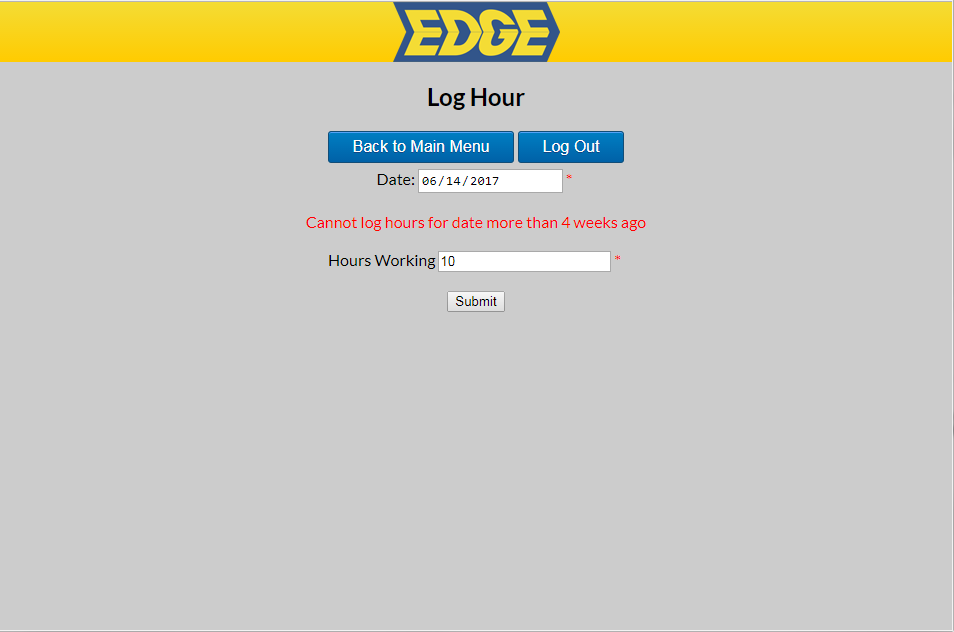 EDGE
Log Hour
Back to Main Menu Log Out
Date: 06/14/2017 *
Cannot log hours for date more than 4 weeks ago
Hours Working 10 *
Submit